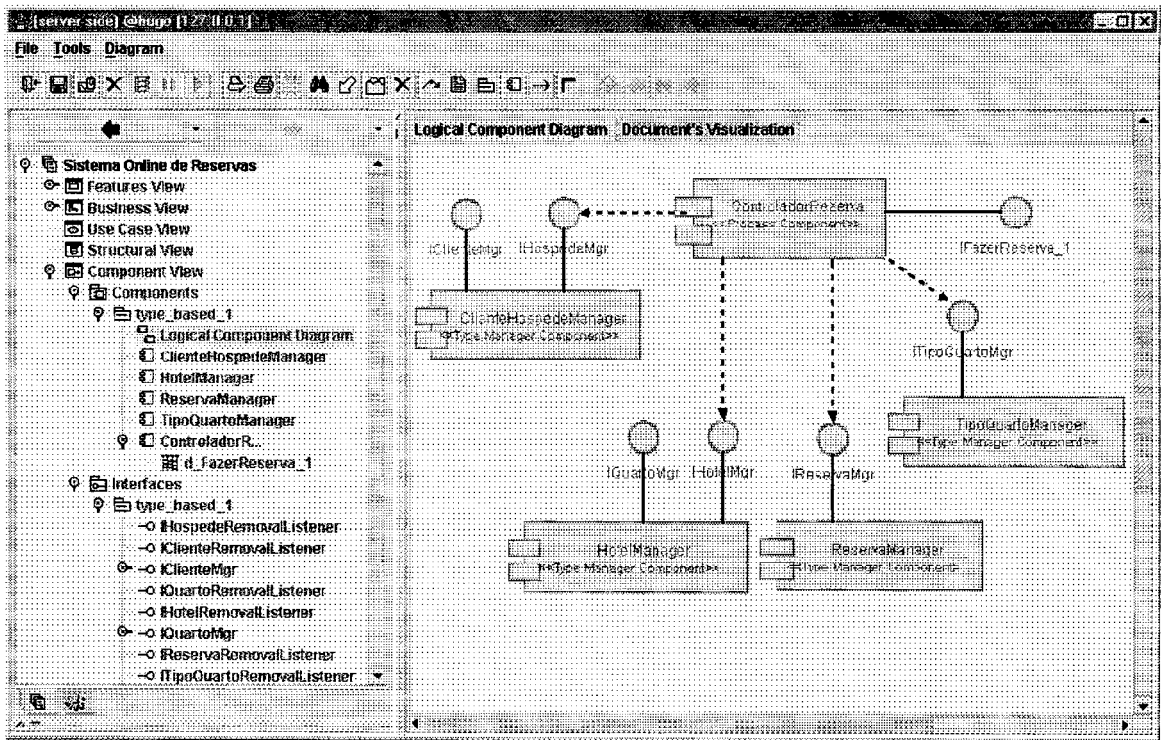 (server side) @hugo [127.0.0.1]
File Tools Diagram
Sistema Online de Reservas
Features View
Business View
Use Case View
Structural View
Component View
Components
type_based_1
Logical Component Diagram
ClienteHospedeManager
HotelManager
ReservaManager
TipoQuartoManager
ControladorR...
d_FazerReserva_1
Interfaces
type_based_1
IHospedeRemovalListener
IClienteRemovalListener
IClienteMgr
IQuartoRemovalListener
IHotelRemovalListener
IQuartoMgr
IReservaRemovalListener
ITipoQuartoRemovalListener
Logical Component Diagram Document's Visualization
ControladorReserva
<<Process Component>>
IClienteMgr IHospedeMgr
IFazerReserva_1
ClienteHospedeManager
<<Type Manager Component>>
ITipoQuartoMgr
TipoQuartoManager
<<Type Manager Component>>
IQuartoMgr IHotelMgr IReservaMgr
HotelManager
<<Type Manager Component>>
ReservaManager
<<Type Manager Component>>